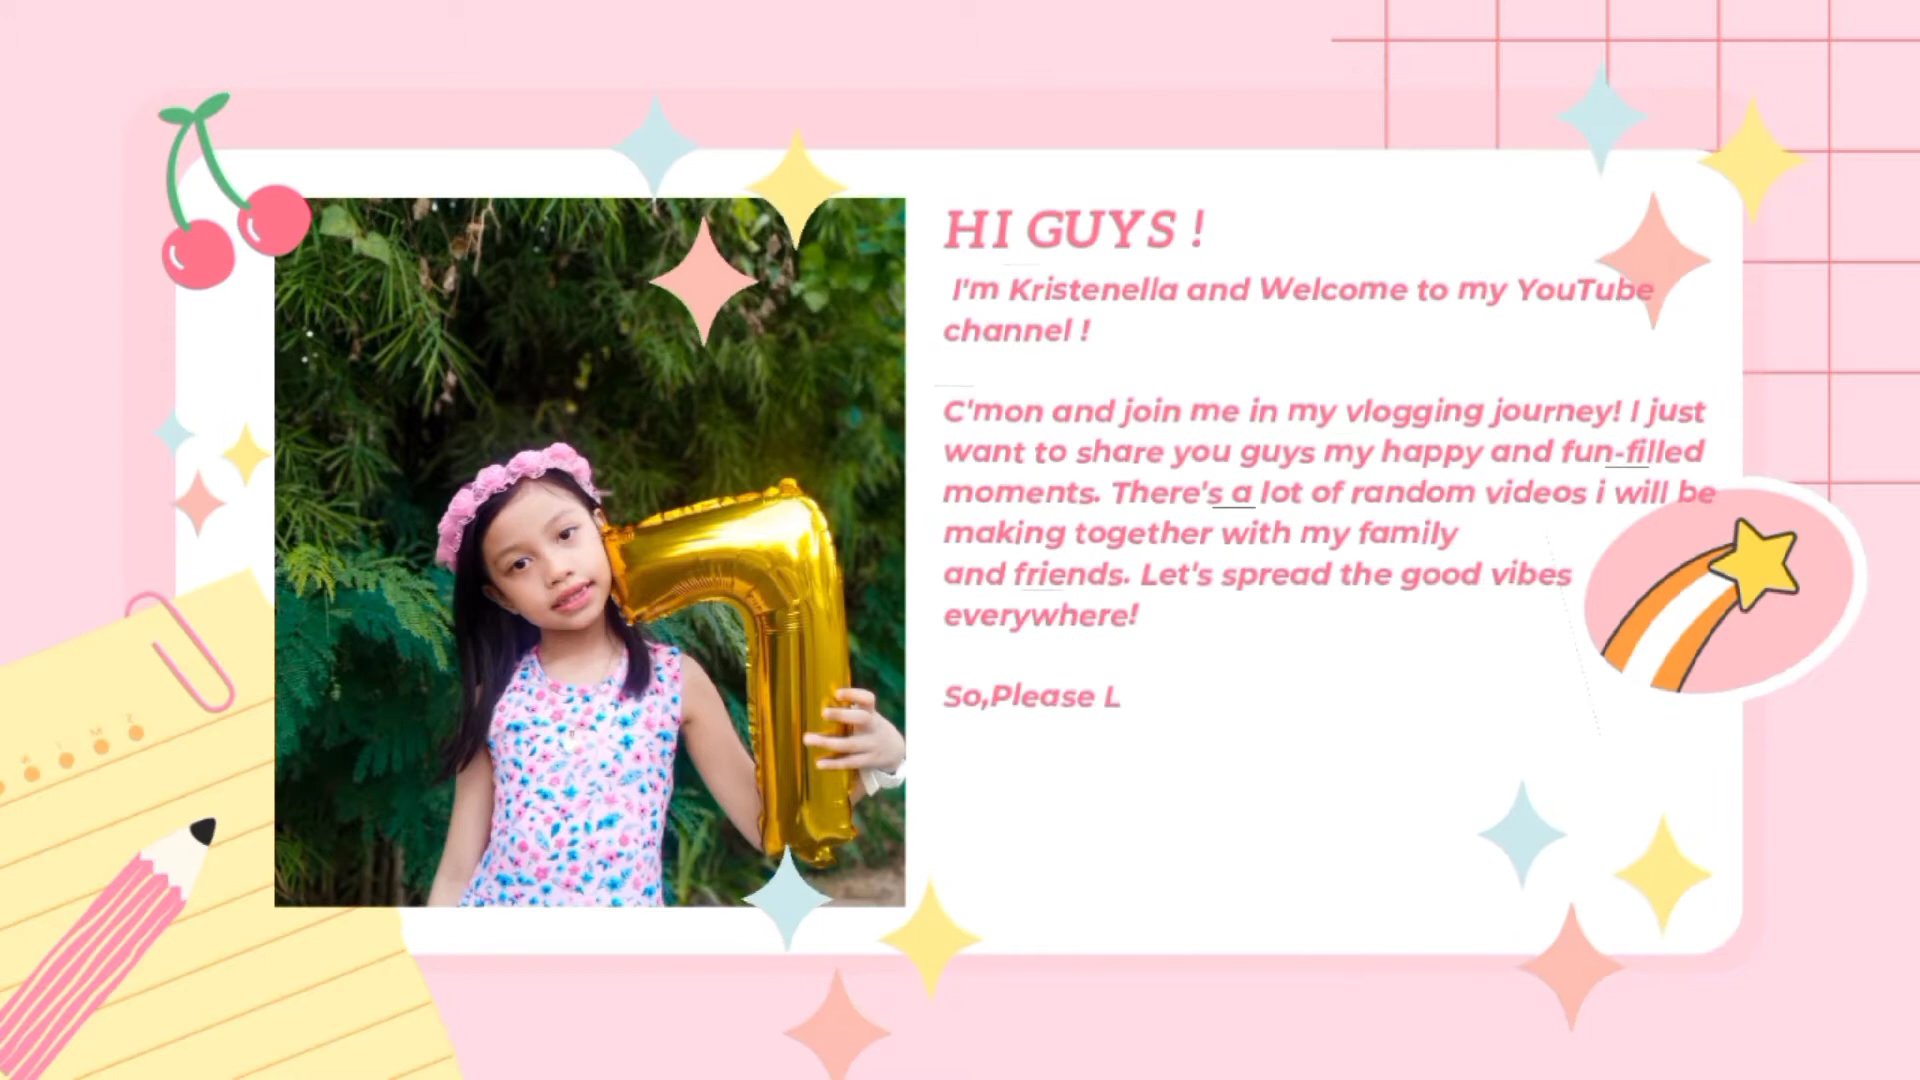 HI GUYS !
I'm Kristenella and Welcome to my YouTube
channel !
C'mon and join me in my vlogging journey! I just
want to share you guys my happy and fun-filled
moments. There's a lot of random videos i will be
making together with my family
and friends. Let's spread the good vibes
everywhere!
So,Please L